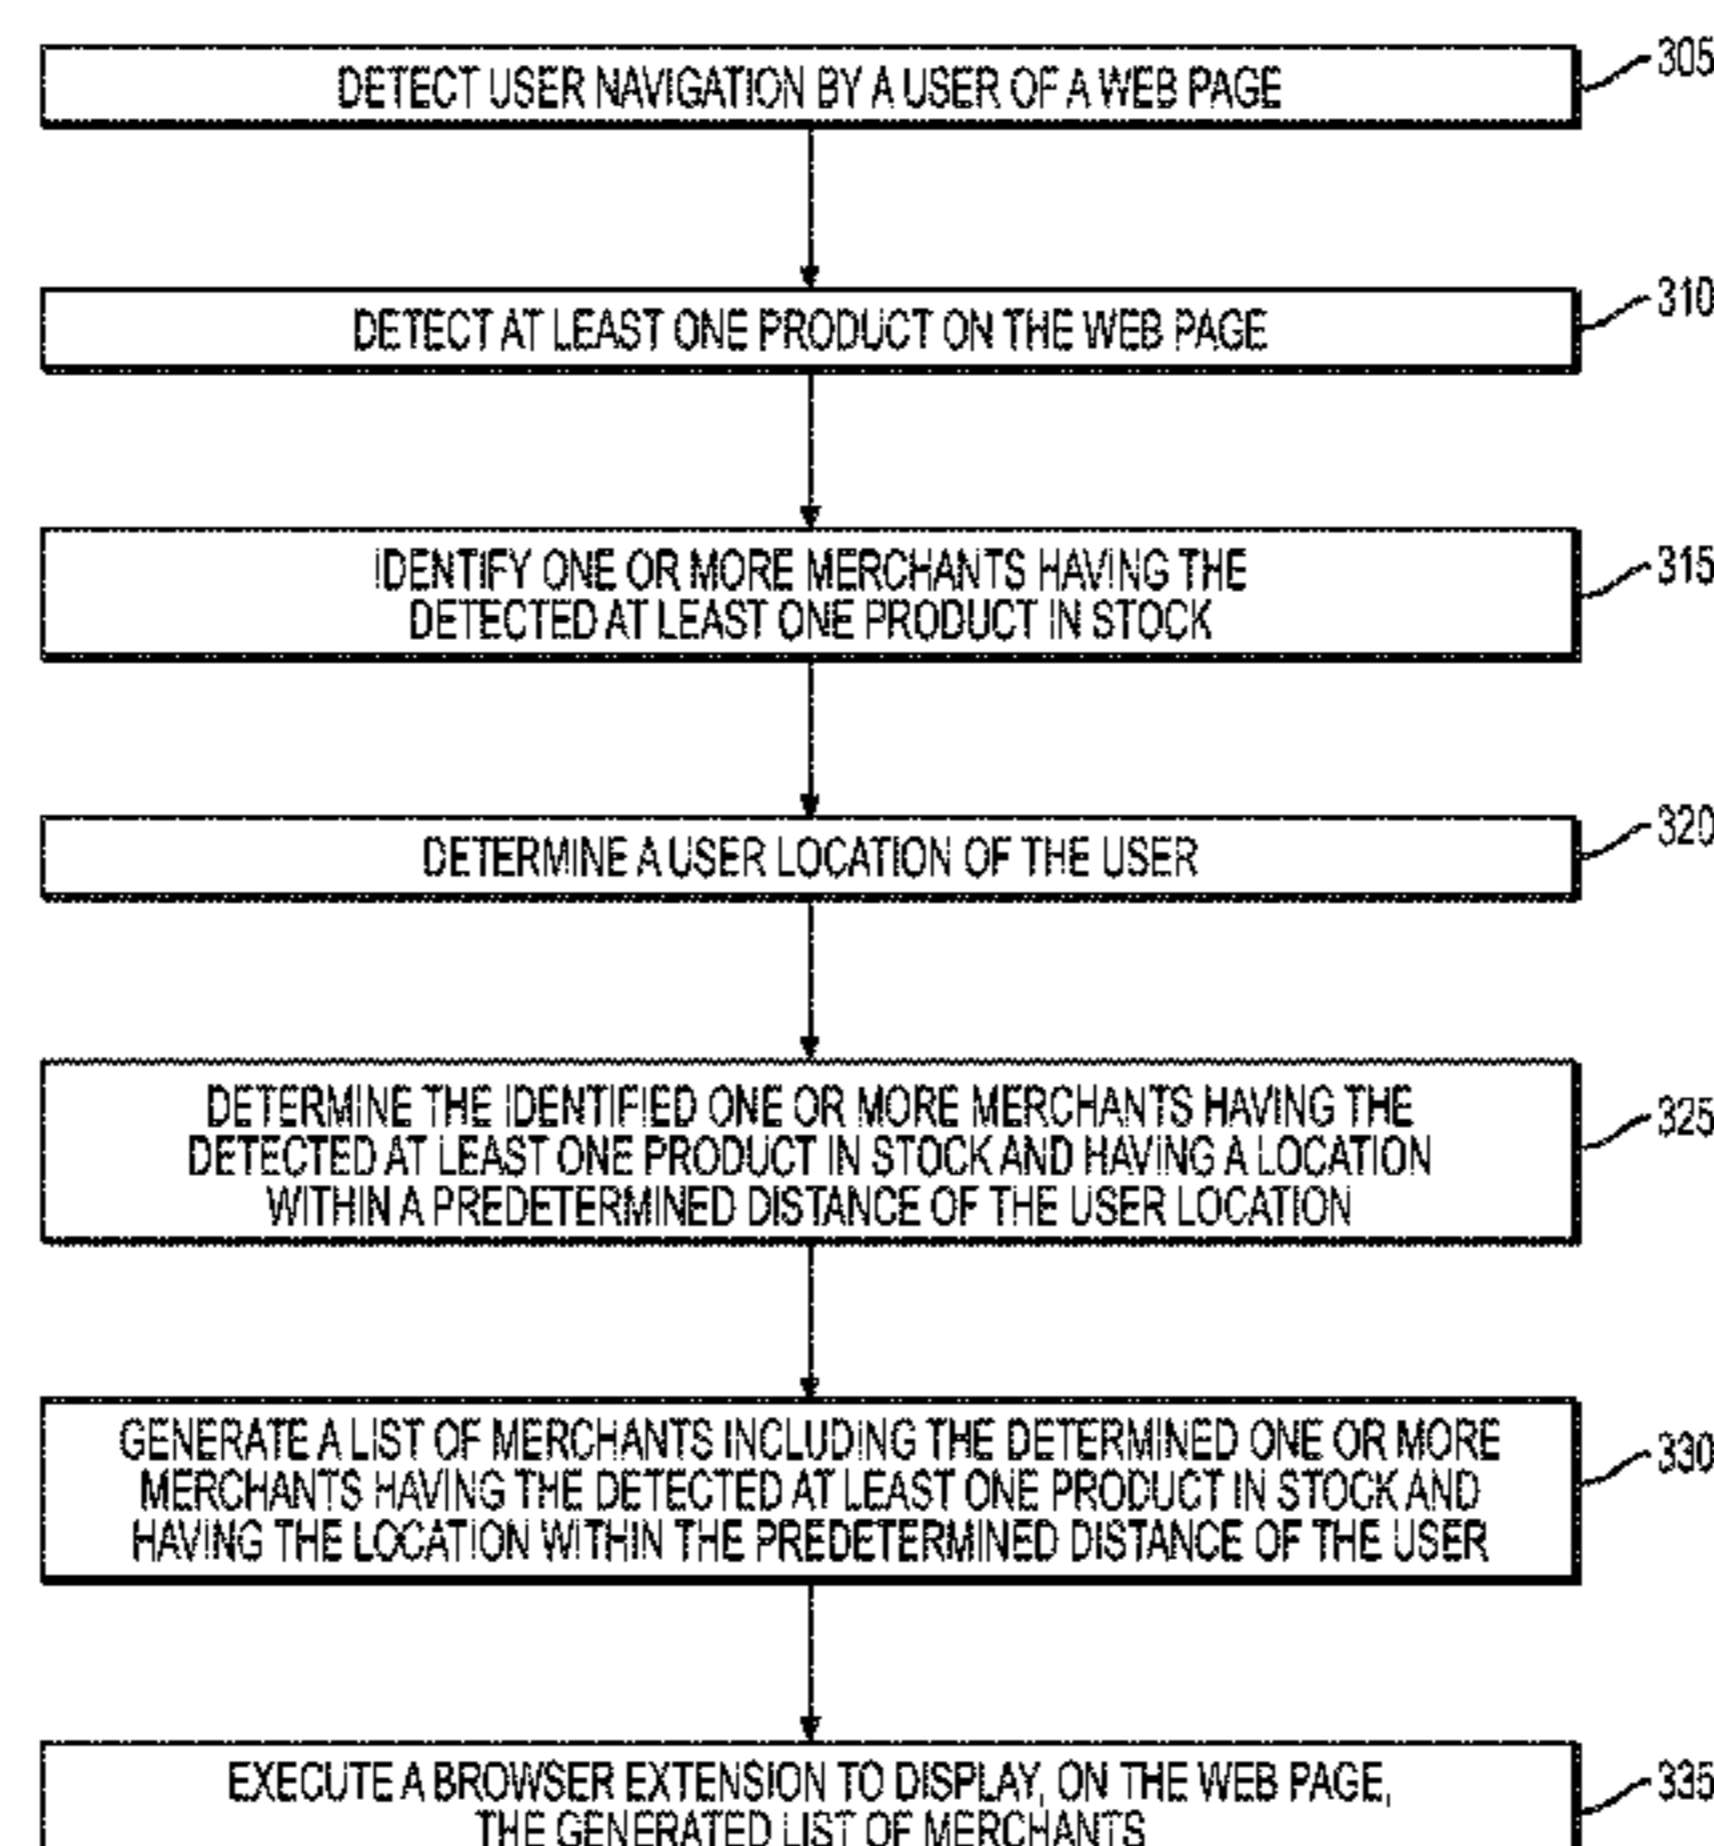 DETECT USER NAVIGATION BY A USER OF A WEB PAGE
305
DETECT AT LEAST ONE PRODUCT ON THE WEB PAGE
310
IDENTIFY ONE OR MORE MERCHANTS HAVING THE
DETECTED AT LEAST ONE PRODUCT IN STOCK
315
DETERMINE A USER LOCATION OF THE USER
320
DETERMINE THE IDENTIFIED ONE OR MORE MERCHANTS HAVING THE
DETECTED AT LEAST ONE PRODUCT IN STOCK AND HAVING A LOCATION
WITHIN A PREDETERMINED DISTANCE OF THE USER LOCATION
325
GENERATE A LIST OF MERCHANTS INCLUDING THE DETERMINED ONE OR MORE
MERCHANTS HAVING THE DETECTED AT LEAST ONE PRODUCT IN STOCK AND
HAVING THE LOCATION WITHIN THE PREDETERMINED DISTANCE OF THE USER
330
EXECUTE A BROWSER EXTENSION TO DISPLAY, ON THE WEB PAGE,
THE GENERATED LIST OF MERCHANTS
335